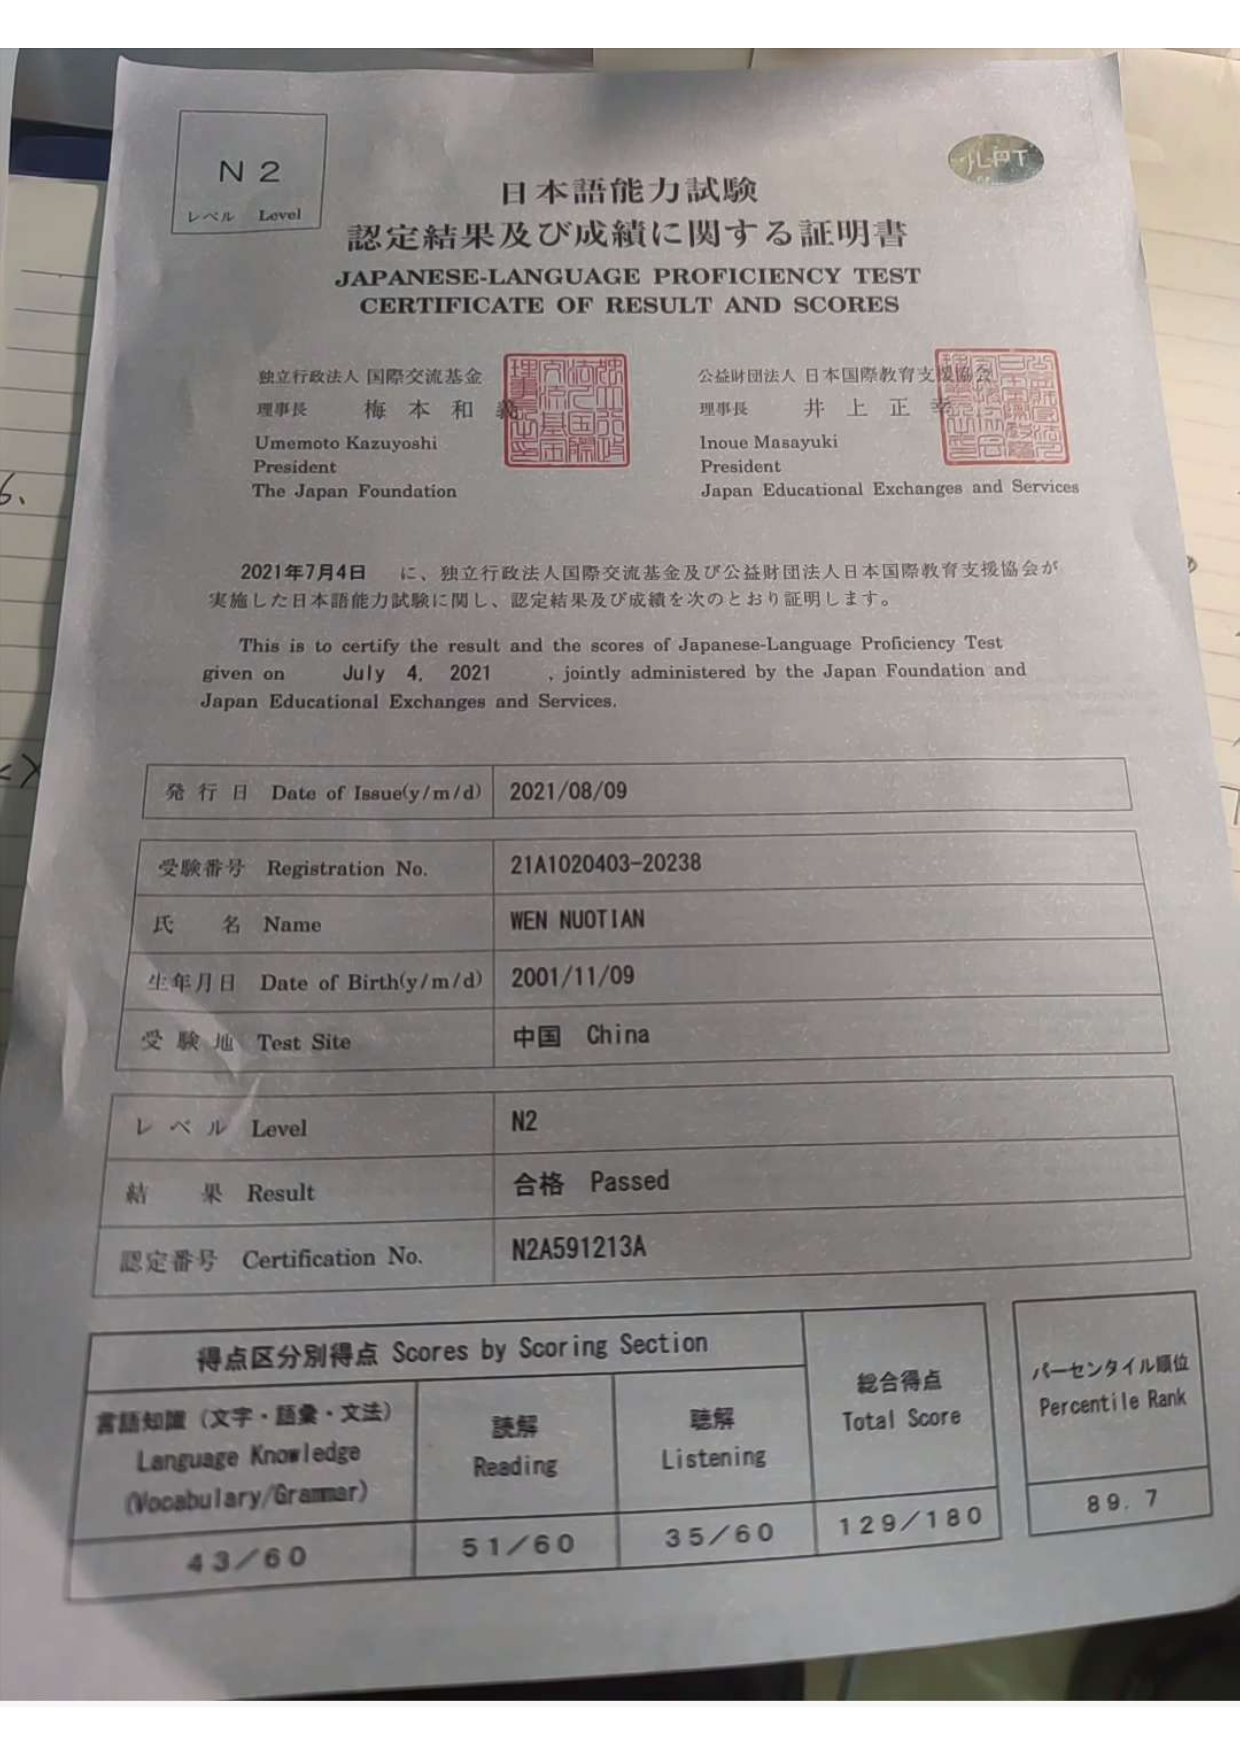 N2
レベル Level
JLPT
日本語能力試験
認定結果及び成績に関する証明書
JAPANESE-LANGUAGE PROFICIENCY TEST
CERTIFICATE OF RESULT AND SCORES
独立行政法人 国際交流基金
理事長 梅本和義
Umemoto Kazuyoshi
President
The Japan Foundation
公益財団法人 日本国際教育支援協会
理事長 井上正幸
Inoue Masayuki
President
Japan Educational Exchanges and Services
2021年7月4日 に、独立行政法人国際交流基金及び公益財団法人日本国際教育支援協会が
実施した日本語能力試験に関し、認定結果及び成績を次のとおり証明します。
This is to certify the result and the scores of Japanese-Language Proficiency Test
given on July 4, 2021 , jointly administered by the Japan Foundation and
Japan Educational Exchanges and Services.
発行日 Date of Issue(y/m/d) 2021/08/09
受験番号 Registration No. 21A1020403-20238
氏名 Name WEN NUOTIAN
生年月日 Date of Birth(y/m/d) 2001/11/09
受験地 Test Site 中国 China
レベル Level N2
結果 Result 合格 Passed
認定番号 Certification No. N2A591213A
得点区分別得点 Scores by Scoring Section
言語知識（文字・語彙・文法）
Language Knowledge
(Vocabulary/Grammar)
43/60
読解
Reading
51/60
聴解
Listening
35/60
総合得点
Total Score
129/180
パーセンタイル順位
Percentile Rank
89.7